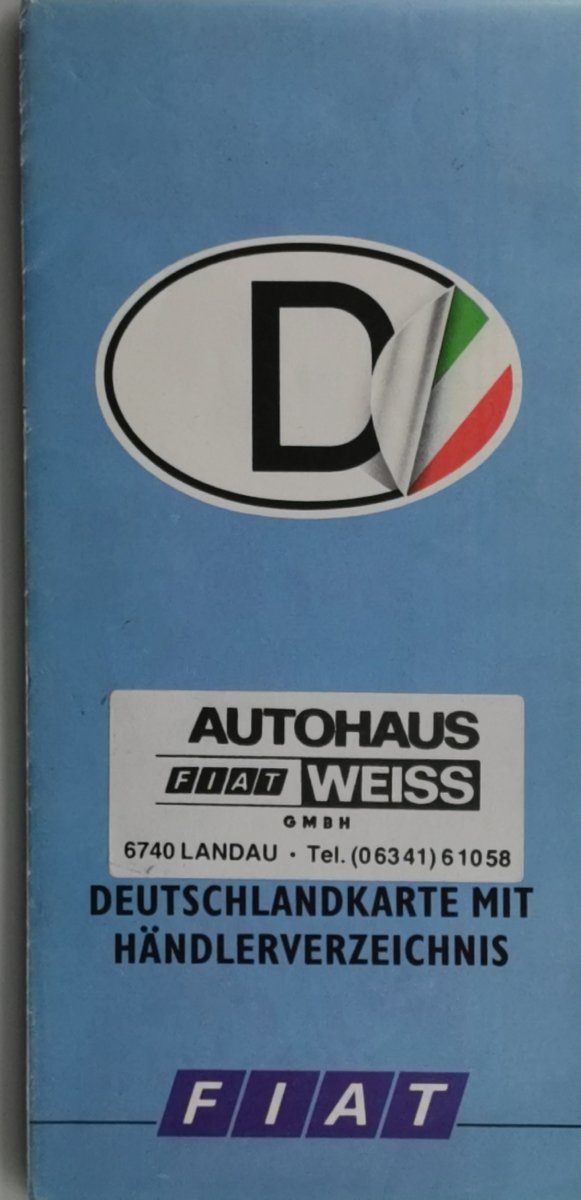 D
AUTOHAUS
FIAT WEISS
GMBH
6740 LANDAU · Tel. (06341) 61058
DEUTSCHLANDKARTE MIT
HÄNDLERVERZEICHNIS
FIAT